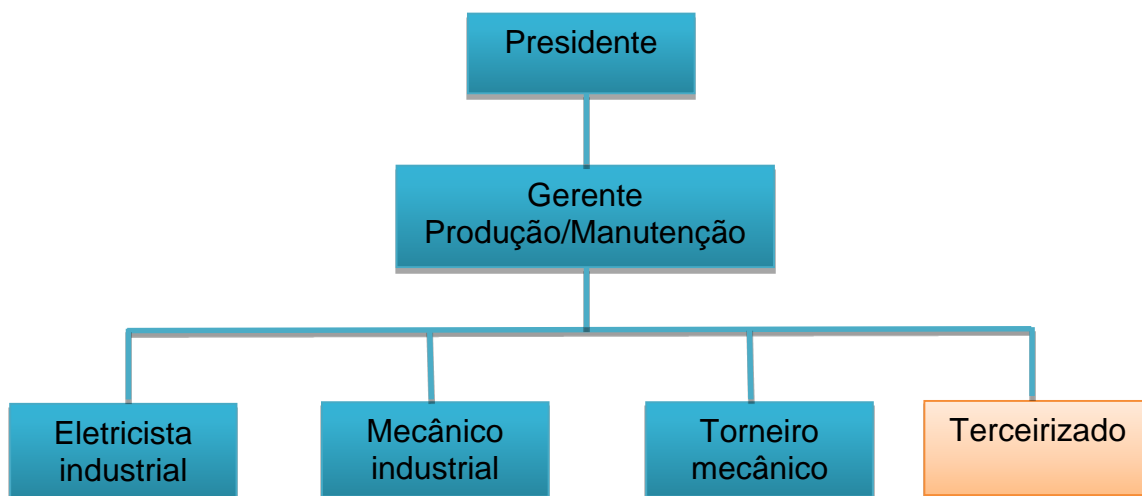 Presidente
Gerente
Produção/Manutenção
Eletricista
industrial
Mecânico
industrial
Torneiro
mecânico
Terceirizado